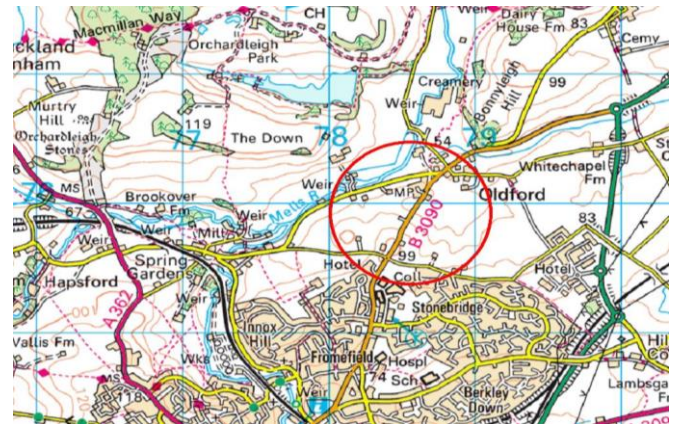 Macmillan Way
CH
Weir
Dairy
House Fm
83
Cemy
ckland
nham
Orchardleigh
Park
Creamery
99
Murtry
Hill
Bonnyleigh
Hill
Orchardleigh
Stones
119
77
The Down
78
Weir
54
79
Whitechapel
Fm
MS
Brookover
Fm
Weir
MP
Oldford
67
Weir
Mells R
Weir
Mill
B3090
83
Spring
Gardens
99
Hotel
Coll
Hotel
Hapsford
Weir
Stonebridge
A362
Innox
Hill
Vallis Fm
Wks
Fromefield
Hospl
74
Sch
MS
118
Weir
Berkley
Down
Lambsga